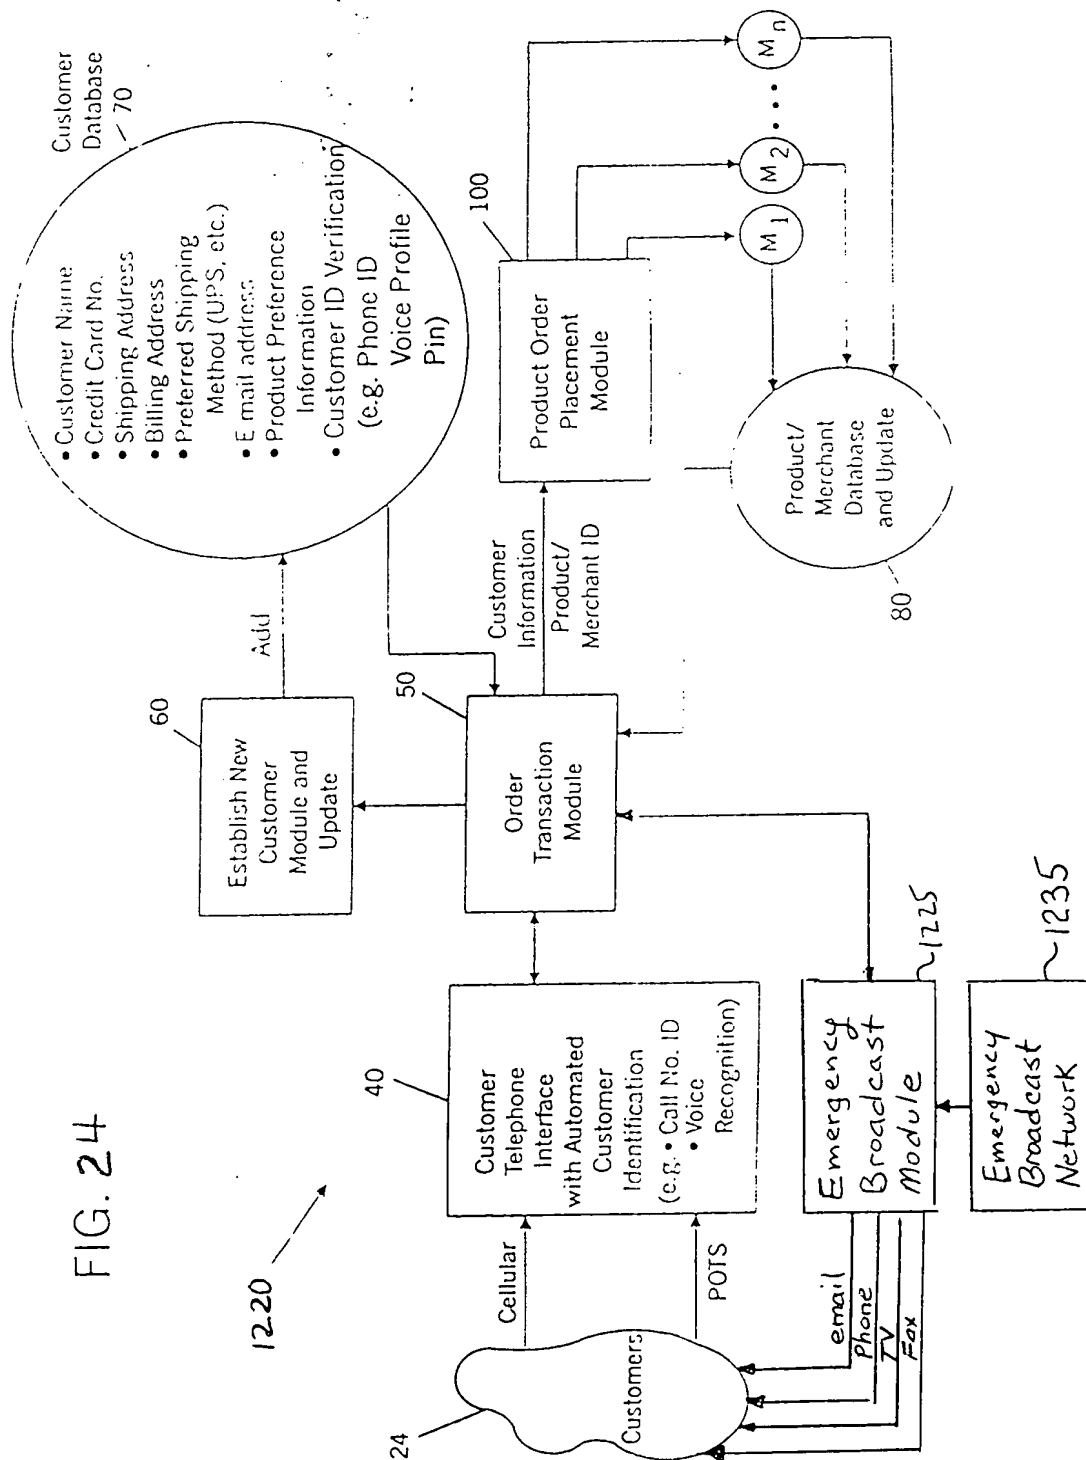 FIG. 24
1220
24
Customers
Cellular
POTS
email
Phone
TV
Fax
40
Customer
Telephone
Interface
with Automated
Customer
Identification
(e.g. • Call No. ID
• Voice
Recognition)
Emergency
Broadcast
Module
1225
Emergency
Broadcast
Network
1235
50
Order
Transaction
Module
60
Establish New
Customer
Module and
Update
Add
Customer
Database
70
• Customer Name
• Credit Card No.
• Shipping Address
• Billing Address
• Preferred Shipping
Method (UPS, etc.)
• E mail address
• Product Preference
Information
• Customer ID Verification
(e.g. Phone ID
Voice Profile
Pin)
Customer
Information
Product/
Merchant ID
100
Product Order
Placement
Module
M1
M2
• • • •
Mn
Product/
Merchant
Database
and Update
80